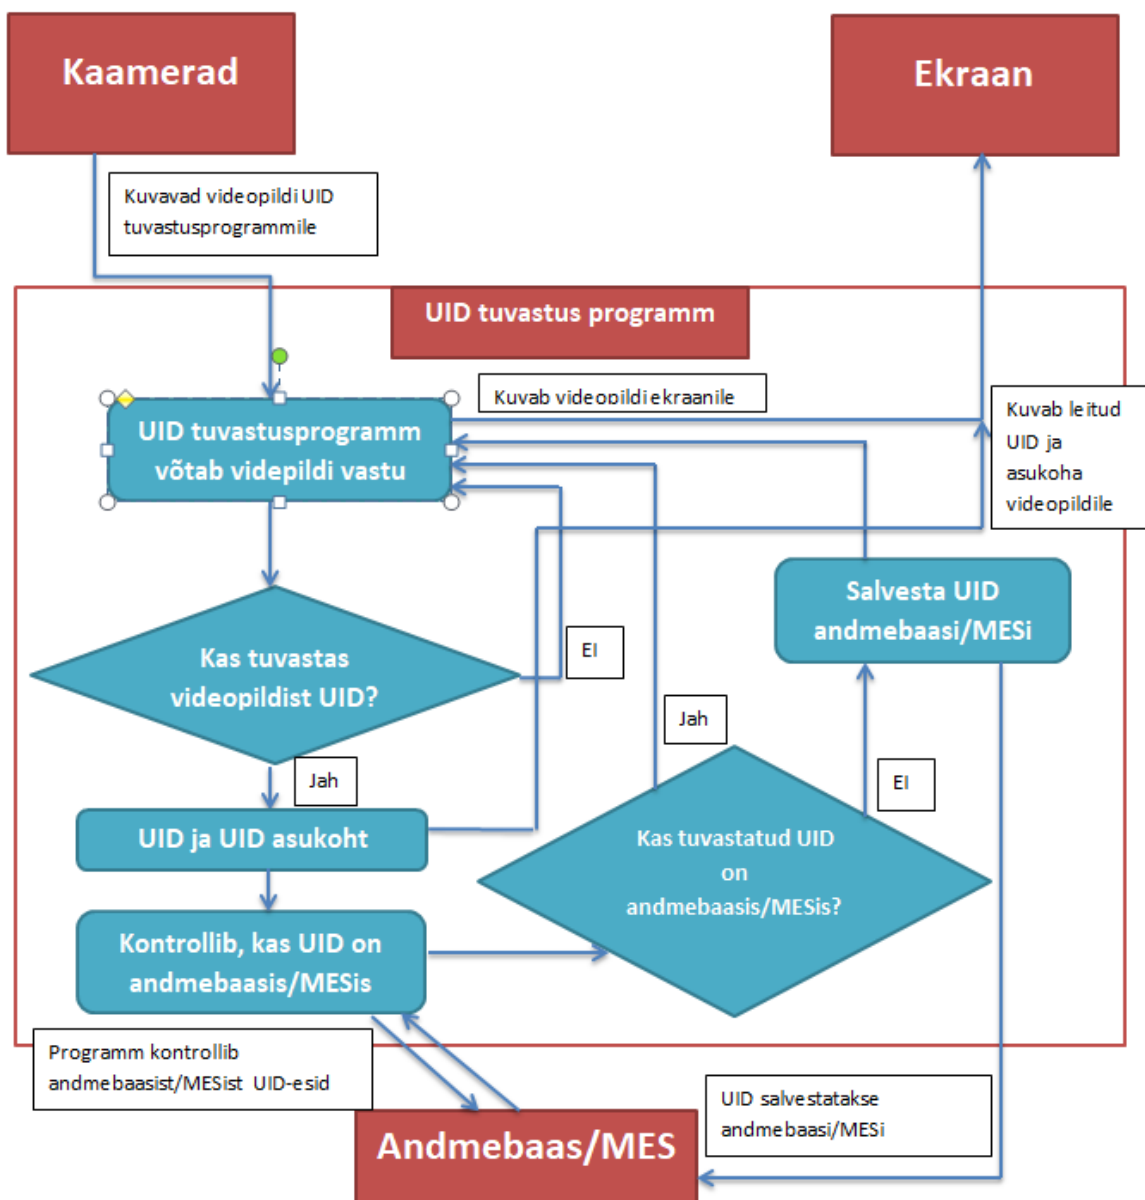 Kaamerad
Ekraan
Kuvavad videopildi UID
tuvastusprogrammile
UID tuvastus programm
Kuvab videopildi ekraanile
Kuvab leitud
UID ja
asukoha
videopildile
UID tuvastusprogramm
võtab videpildi vastu
Salvesta UID
andmebaasi/MESi
Kas tuvastas
videopildist UID?
EI
Jah
Jah
EI
UID ja UID asukoht
Kas tuvastatud UID
on
andmebaasis/MESis?
Kontrollib, kas UID on
andmebaasis/MESis
Programm kontrollib
andmebaasist/MESist UID-esid
UID salvestatakse
andmebaasi/MESi
Andmebaas/MES